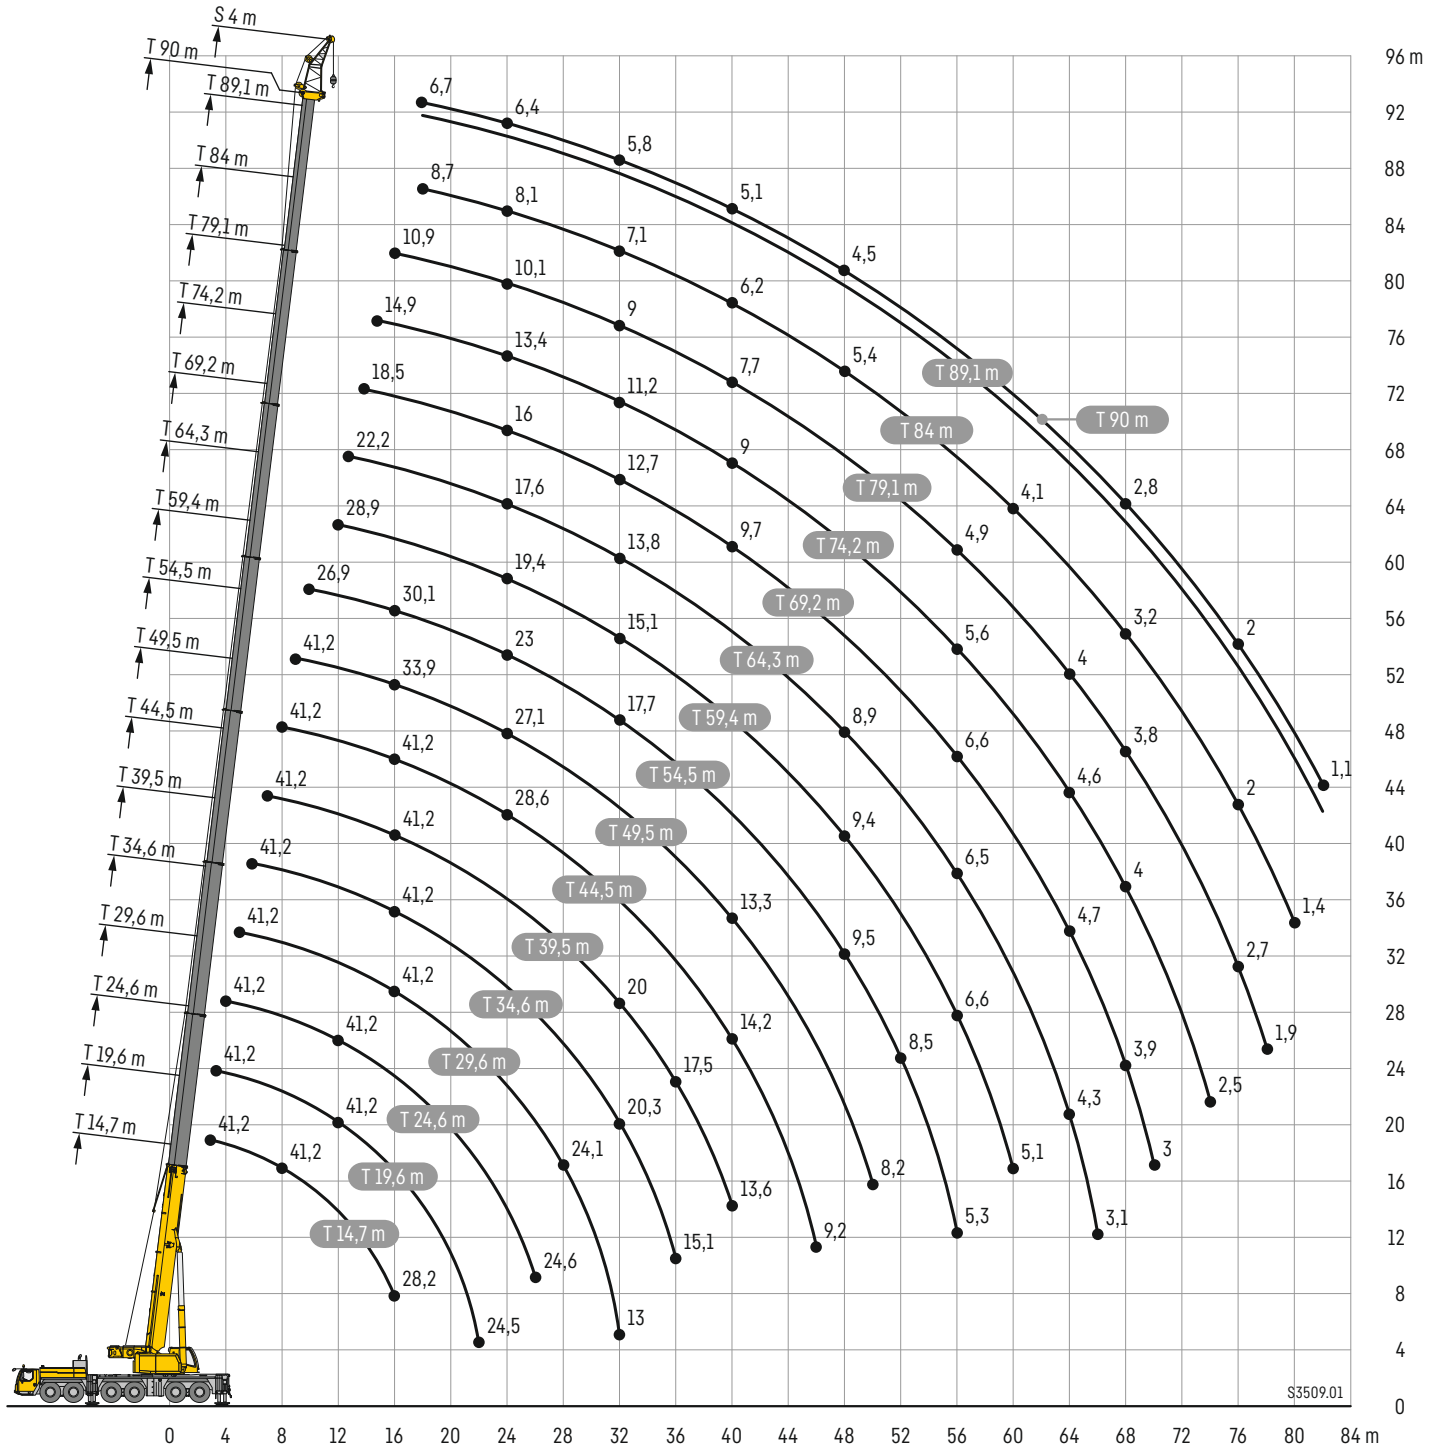 S 4 m
T 90 m
T 89,1 m
T 84 m
T 79,1 m
T 74,2 m
T 69,2 m
T 64,3 m
T 59,4 m
T 54,5 m
T 49,5 m
T 44,5 m
T 39,5 m
T 34,6 m
T 29,6 m
T 24,6 m
T 19,6 m
T 14,7 m
6,7 6,4 5,8 5,1 4,5 2,8 2 1,1
8,7 8,1 7,1 6,2 5,4 4,1 3,2 2 1,4
10,9 10,1 9 7,7 4,9 4 3,8 2,7 1,9
14,9 13,4 11,2 9 5,6 4,6 4 2,5
18,5 16 12,7 9,7 6,6 4,7 3,9 3
22,2 17,6 13,8 8,9 6,5 4,3 3,1
28,9 19,4 15,1 9,4 6,6 5,1
26,9 30,1 23 17,7 9,5 8,5 5,3
41,2 33,9 27,1 13,3 8,2
41,2 41,2 28,6 14,2 9,2
41,2 41,2 20 17,5 13,6
41,2 41,2 20,3 15,1
41,2 41,2 24,1 13
41,2 41,2 24,6
41,2 41,2 24,5
41,2 41,2 28,2
T 89,1 m
T 90 m
T 84 m
T 79,1 m
T 74,2 m
T 69,2 m
T 64,3 m
T 59,4 m
T 54,5 m
T 49,5 m
T 44,5 m
T 39,5 m
T 34,6 m
T 29,6 m
T 24,6 m
T 19,6 m
T 14,7 m
96 m
92
88
84
80
76
72
68
64
60
56
52
48
44
40
36
32
28
24
20
16
12
8
4
0
S3509.01
0 4 8 12 16 20 24 28 32 36 40 44 48 52 56 60 64 68 72 76 80 84 m